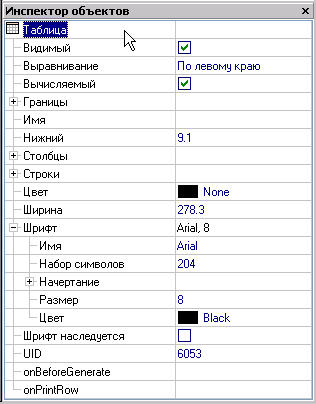 Инспектор объектов
Таблица
Видимый
Выравнивание По левому краю
Вычисляемый
Границы
Имя
Нижний 9.1
Столбцы
Строки
Цвет None
Ширина 278.3
Шрифт Arial, 8
Имя Arial
Набор символов 204
Начертание
Размер 8
Цвет Black
Шрифт наследуется
UID 6053
onBeforeGenerate
onPrintRow